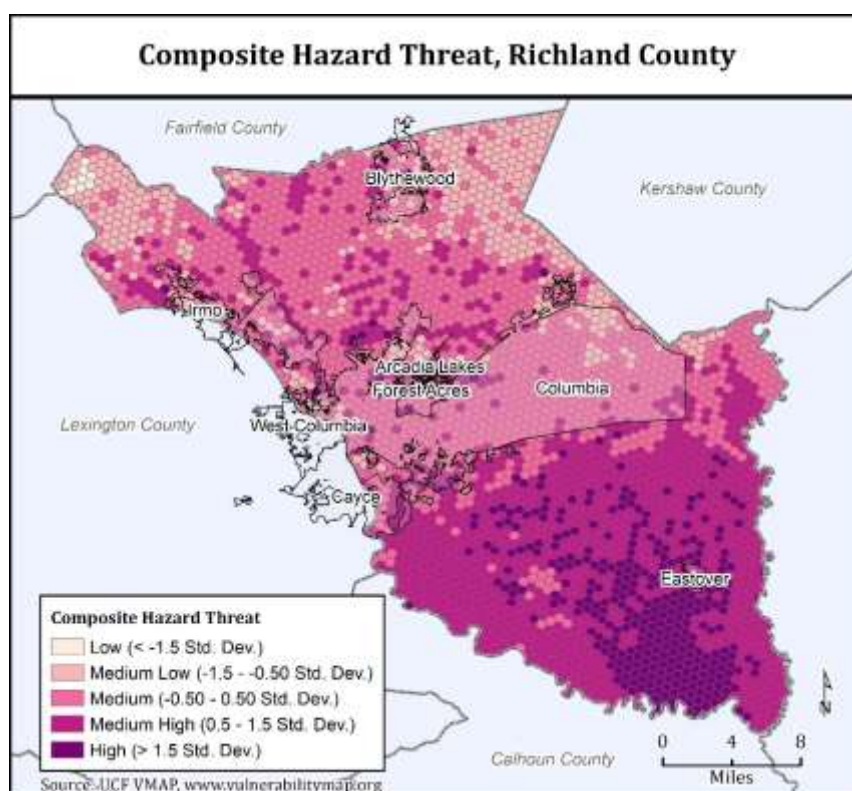 Composite Hazard Threat, Richland County
Fairfield County
Blythewood
Kershaw County
Irmo
Arcadia Lakes
Forest Acres
Columbia
Lexington County
West Columbia
Cayce
Eastover
Composite Hazard Threat
Low (< -1.5 Std. Dev.)
Medium Low (-1.5 - -0.50 Std. Dev.)
Medium (-0.50 - 0.50 Std. Dev.)
Medium High (0.5 - 1.5 Std. Dev.)
High (> 1.5 Std. Dev.)
N
Calhoun County
0 4 8
Miles
Source: UCF VMAP, www.vulnerabilitymap.org